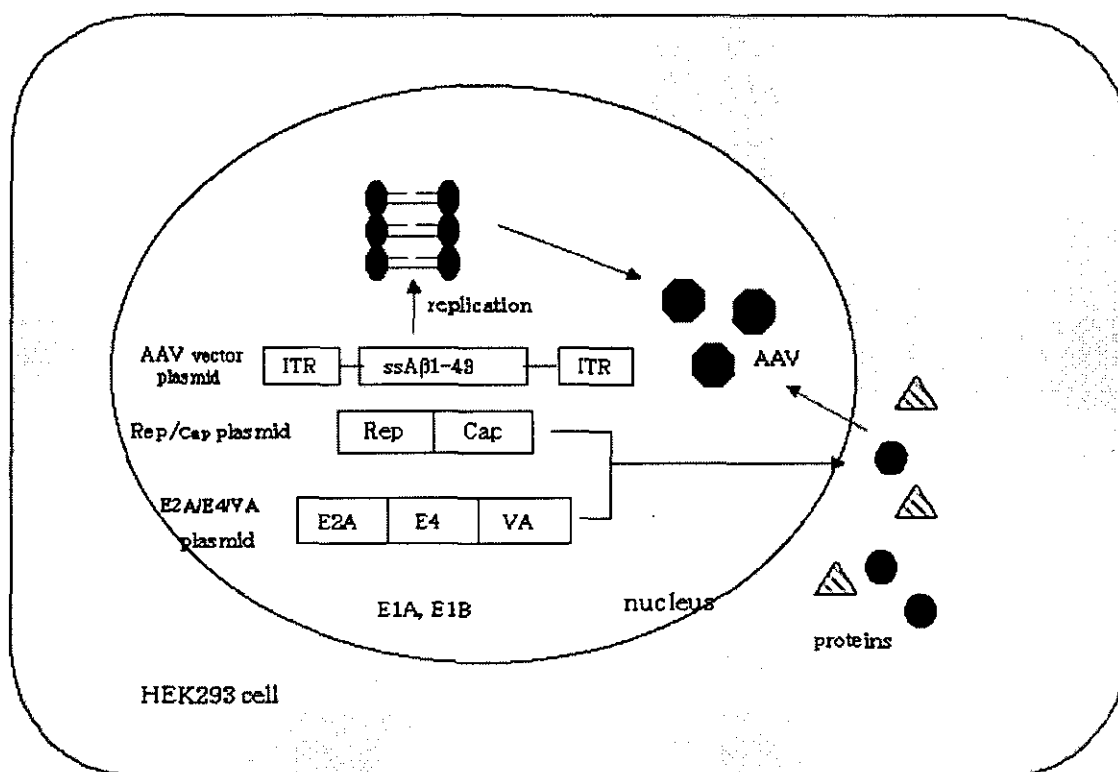 replication
AAV vector
plasmid
ITR
ssAβ1-43
ITR
AAV
Rep/Cap plasmid
Rep
Cap
E2A/E4/VA
plasmid
E2A
E4
VA
E1A, E1B
nucleus
proteins
HEK293 cell